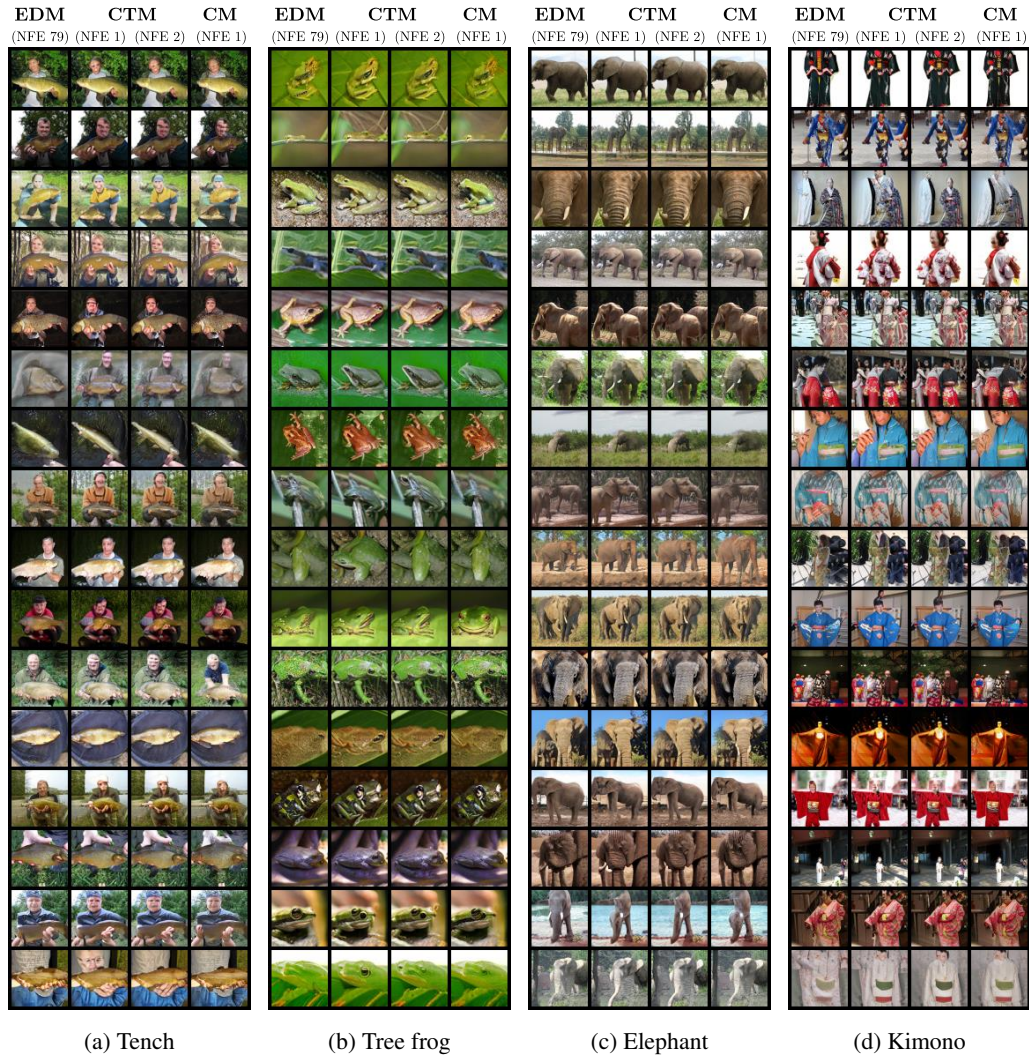 EDM CTM CM EDM CTM CM EDM CTM CM EDM CTM CM
(NFE 79) (NFE 1) (NFE 2) (NFE 1) (NFE 79) (NFE 1) (NFE 2) (NFE 1) (NFE 79) (NFE 1) (NFE 2) (NFE 1) (NFE 79) (NFE 1) (NFE 2) (NFE 1)
(a) Tench (b) Tree frog (c) Elephant (d) Kimono